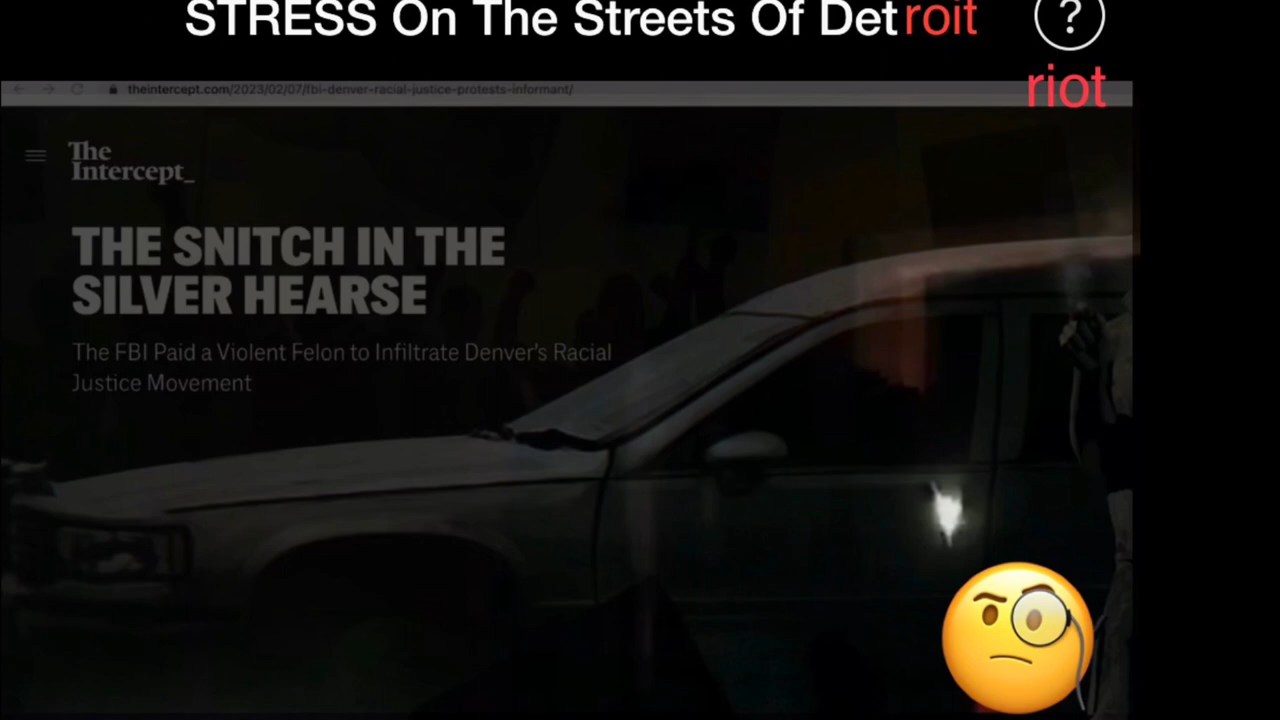 STRESS On The Streets Of Detroit
?
riot
theintercept.com/2023/02/07/fbi-denver-racial-justice-protests-informant/
The
Intercept_
THE SNITCH IN THE
SILVER HEARSE
The FBI Paid a Violent Felon to Infiltrate Denver's Racial
Justice Movement